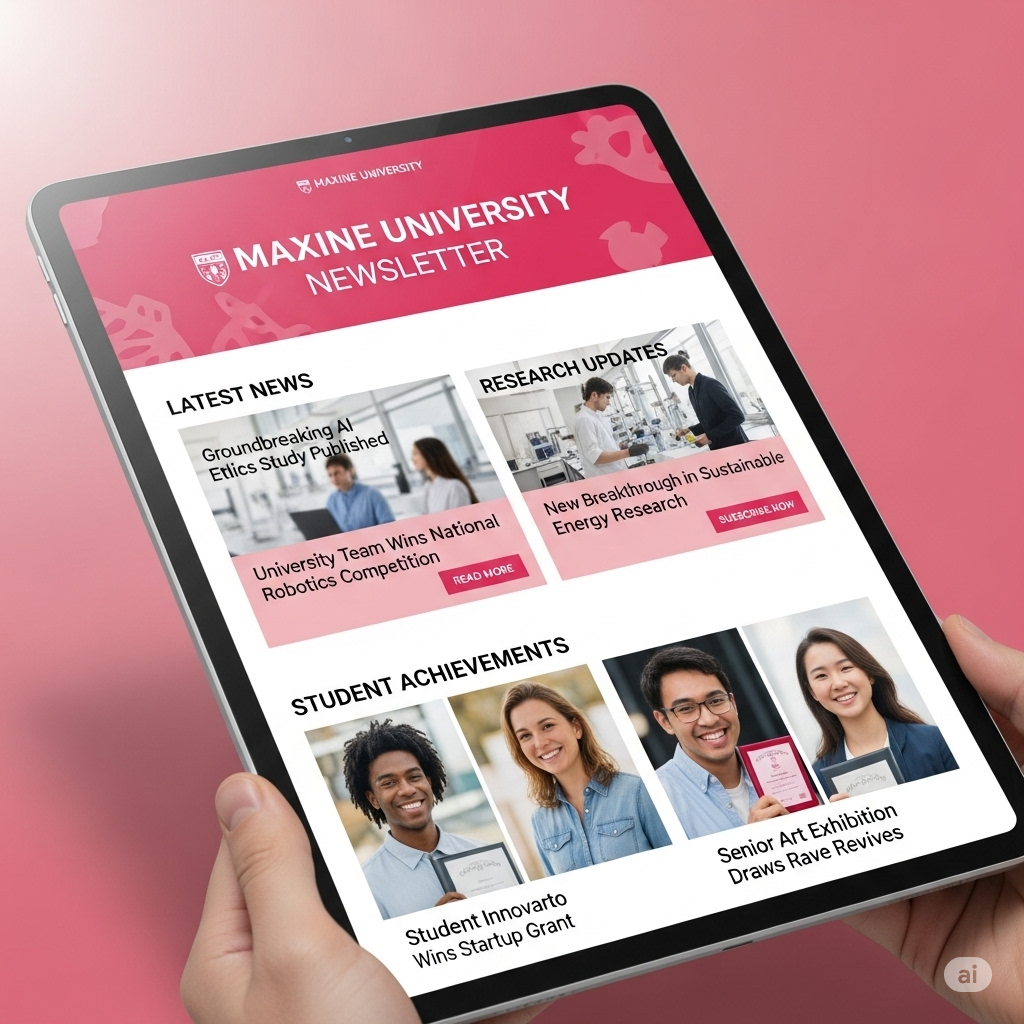 MAXINE UNIVERSITY
MAXINE UNIVERSITY
NEWSLETTER
LATEST NEWS
Groundbreaking AI
Etlics Study Published
University Team Wins National
Robotics Competition
READ MORE
RESEARCH UPDATES
New Breakthrough in Sustainable
Energy Research
SUBSCRIBE NOW
STUDENT ACHIEVEMENTS
Student Innovarto
Wins Startup Grant
Senior Art Exhibition
Draws Rave Revives
ai